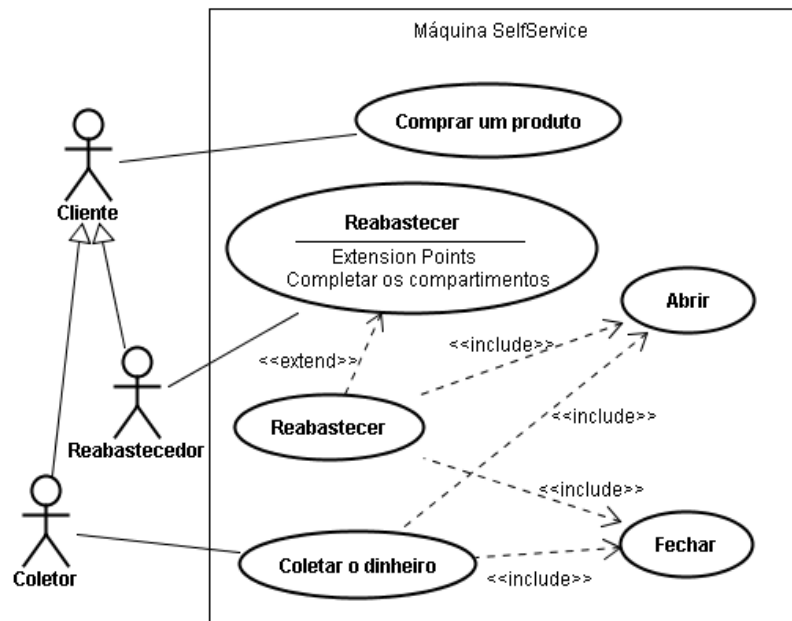 Máquina SelfService
Comprar um produto
Cliente
Reabastecer
Extension Points
Completar os compartimentos
Abrir
<<extend>>
<<include>>
Reabastecedor
Reabastecer
<<include>>
<<include>>
Coletor
Coletar o dinheiro
<<include>>
Fechar